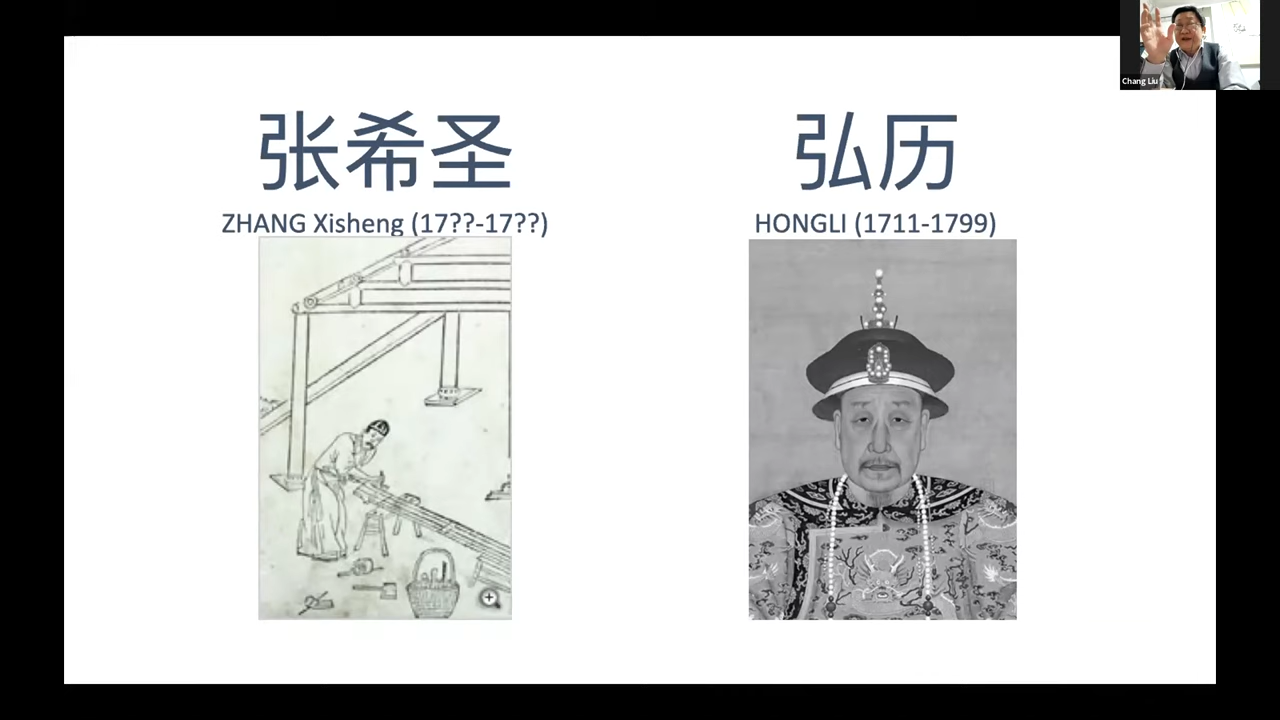 张希圣
ZHANG Xisheng (17??-17??)
弘历
HONGLI (1711-1799)
Chang Liu